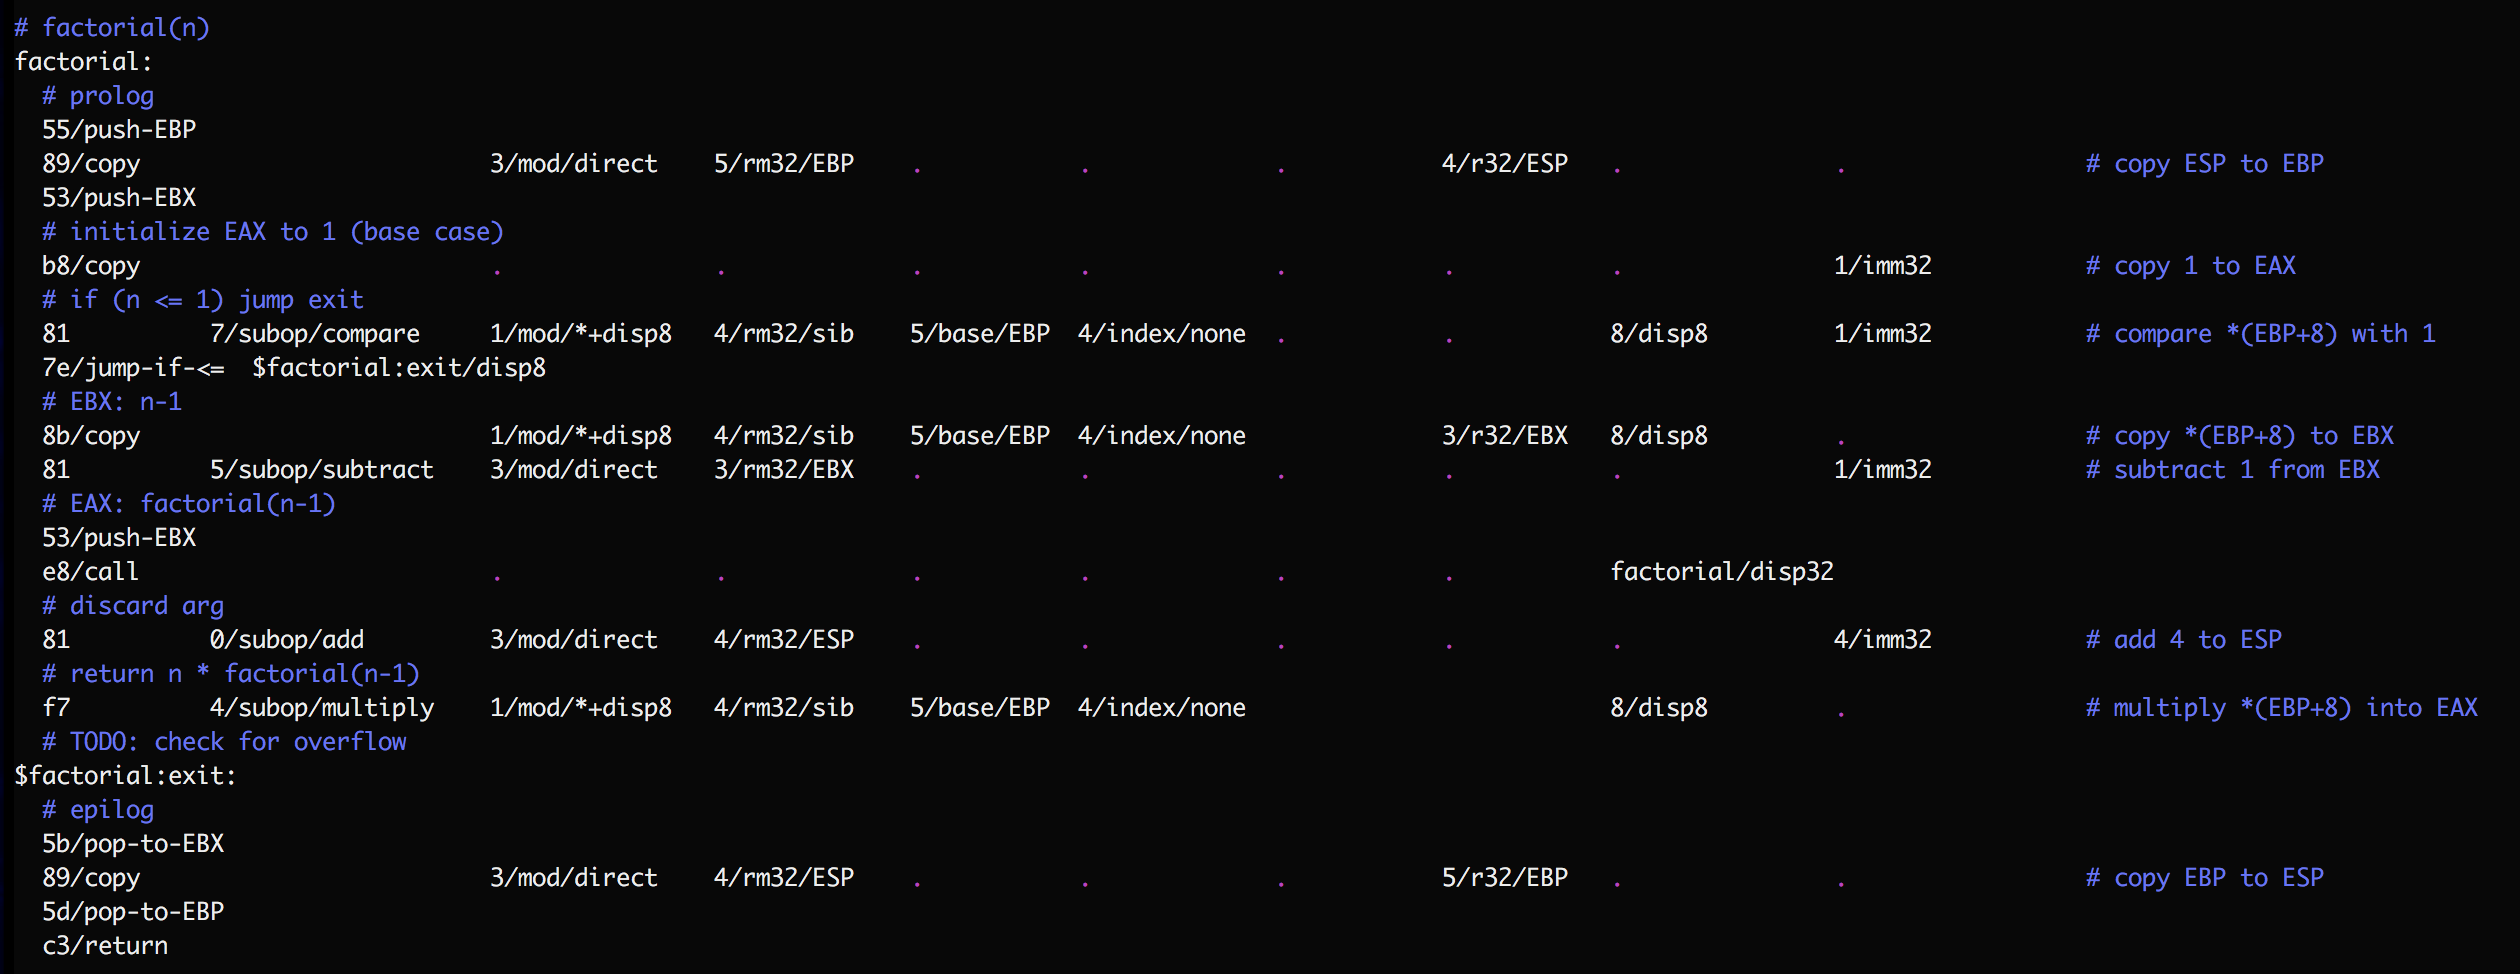 # factorial(n)
factorial:
  # prolog
  55/push-EBP
  89/copy                         3/mod/direct    5/rm32/EBP    .           .             .           4/r32/ESP   .               .                 # copy ESP to EBP
  53/push-EBX
  # initialize EAX to 1 (base case)
  b8/copy                         .               .             .           .             .           .           .               1/imm32           # copy 1 to EAX
  # if (n <= 1) jump exit
  81          7/subop/compare     1/mod/*+disp8   4/rm32/sib    5/base/EBP  4/index/none  .           .           8/disp8         1/imm32           # compare *(EBP+8) with 1
  7e/jump-if-<=  $factorial:exit/disp8
  # EBX: n-1
  8b/copy                         1/mod/*+disp8   4/rm32/sib    5/base/EBP  4/index/none              3/r32/EBX   8/disp8         .                 # copy *(EBP+8) to EBX
  81          5/subop/subtract    3/mod/direct    3/rm32/EBX    .           .             .           .           .               1/imm32           # subtract 1 from EBX
  # EAX: factorial(n-1)
  53/push-EBX
  e8/call                         .               .             .           .             .           .           factorial/disp32
  # discard arg
  81          0/subop/add         3/mod/direct    4/rm32/ESP    .           .             .           .           .               4/imm32           # add 4 to ESP
  # return n * factorial(n-1)
  f7          4/subop/multiply    1/mod/*+disp8   4/rm32/sib    5/base/EBP  4/index/none                          8/disp8         .                 # multiply *(EBP+8) into EAX
  # TODO: check for overflow
$factorial:exit:
  # epilog
  5b/pop-to-EBX
  89/copy                         3/mod/direct    4/rm32/ESP    .           .             .           5/r32/EBP   .               .                 # copy EBP to ESP
  5d/pop-to-EBP
  c3/return